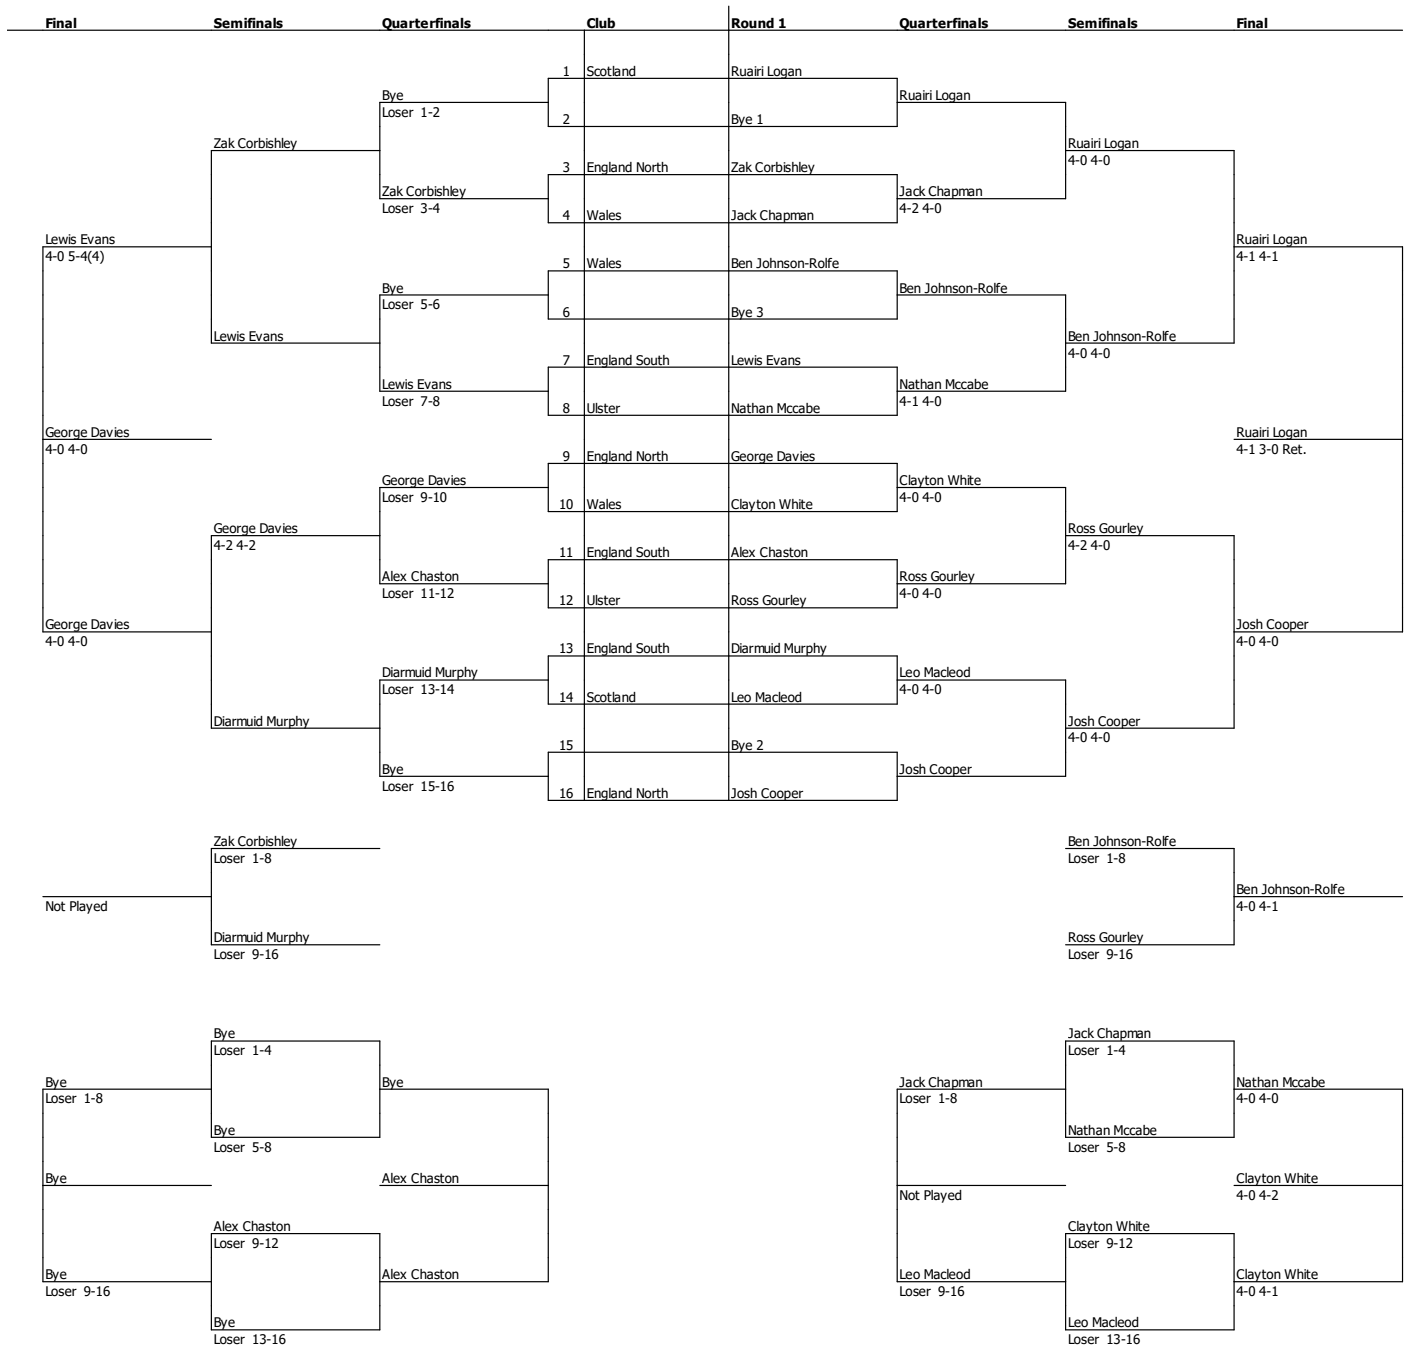 Final Semifinals Quarterfinals Club Round 1 Quarterfinals Semifinals Final
1 Scotland Ruairi Logan
Bye Ruairi Logan
Loser 1-2
2 Bye 1
Zak Corbishley Ruairi Logan
4-0 4-0
3 England North Zak Corbishley
Zak Corbishley Jack Chapman
Loser 3-4 4-2 4-0
4 Wales Jack Chapman
Lewis Evans Ruairi Logan
4-0 5-4(4) 4-1 4-1
5 Wales Ben Johnson-Rolfe
Bye Ben Johnson-Rolfe
Loser 5-6
6 Bye 3
Lewis Evans Ben Johnson-Rolfe
4-0 4-0
7 England South Lewis Evans
Lewis Evans Nathan Mccabe
Loser 7-8 4-1 4-0
8 Ulster Nathan Mccabe
George Davies Ruairi Logan
4-0 4-0 4-1 3-0 Ret.
9 England North George Davies
George Davies Clayton White
Loser 9-10 4-0 4-0
10 Wales Clayton White
George Davies Ross Gourley
4-2 4-2 4-2 4-0
11 England South Alex Chaston
Alex Chaston Ross Gourley
Loser 11-12 4-0 4-0
12 Ulster Ross Gourley
George Davies Josh Cooper
4-0 4-0 4-0 4-0
13 England South Diarmuid Murphy
Diarmuid Murphy Leo Macleod
Loser 13-14 4-0 4-0
14 Scotland Leo Macleod
Diarmuid Murphy Josh Cooper
4-0 4-0
15 Bye 2
Bye Josh Cooper
Loser 15-16
16 England North Josh Cooper
Zak Corbishley Ben Johnson-Rolfe
Loser 1-8 Loser 1-8
Ben Johnson-Rolfe
Not Played 4-0 4-1
Diarmuid Murphy Ross Gourley
Loser 9-16 Loser 9-16
Bye Jack Chapman
Loser 1-4 Loser 1-4
Bye Bye Jack Chapman Nathan Mccabe
Loser 1-8 Loser 1-8 4-0 4-0
Bye Nathan Mccabe
Loser 5-8 Loser 5-8
Bye Alex Chaston Clayton White
Not Played 4-0 4-2
Alex Chaston Clayton White
Loser 9-12 Loser 9-12
Bye Alex Chaston Leo Macleod Clayton White
Loser 9-16 Loser 9-16 4-0 4-1
Bye Leo Macleod
Loser 13-16 Loser 13-16